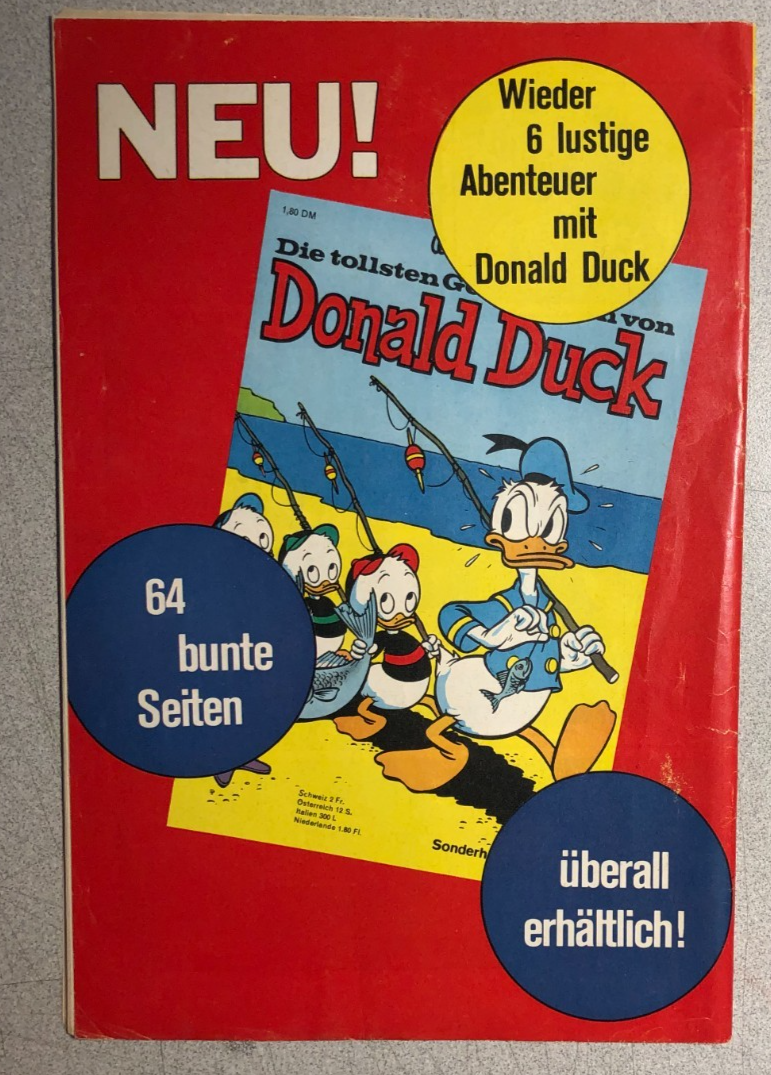 NEU!
Wieder
6 lustige
Abenteuer
mit
Donald Duck
1,80 DM
Die tollsten G
n von
Donald Duck
64
bunte
Seiten
Schweiz 2 Fr.
Österreich 12 S.
Italien 300 L
Niederlande 1.80 Fl.
Sonderh
überall
erhältlich!